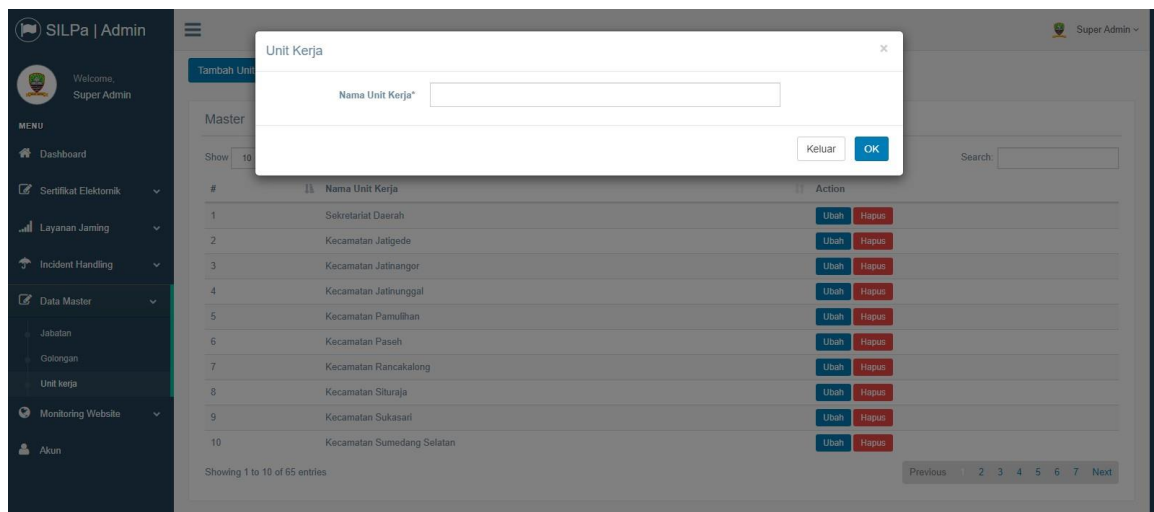 SILPa | Admin
Super Admin
Welcome,
Super Admin
MENU
Dashboard
Sertifikat Elektornik
Layanan Jaming
Incident Handling
Data Master
Jabatan
Golongan
Unit kerja
Monitoring Website
Akun
Tambah Unit
Unit Kerja
×
Nama Unit Kerja*
Keluar OK
Master
Show 10
Search:
# Nama Unit Kerja Action
1 Sekretariat Daerah Ubah Hapus
2 Kecamatan Jatigede Ubah Hapus
3 Kecamatan Jatinangor Ubah Hapus
4 Kecamatan Jatinunggal Ubah Hapus
5 Kecamatan Pamulihan Ubah Hapus
6 Kecamatan Paseh Ubah Hapus
7 Kecamatan Rancakalong Ubah Hapus
8 Kecamatan Situraja Ubah Hapus
9 Kecamatan Sukasari Ubah Hapus
10 Kecamatan Sumedang Selatan Ubah Hapus
Showing 1 to 10 of 65 entries
Previous 1 2 3 4 5 6 7 Next